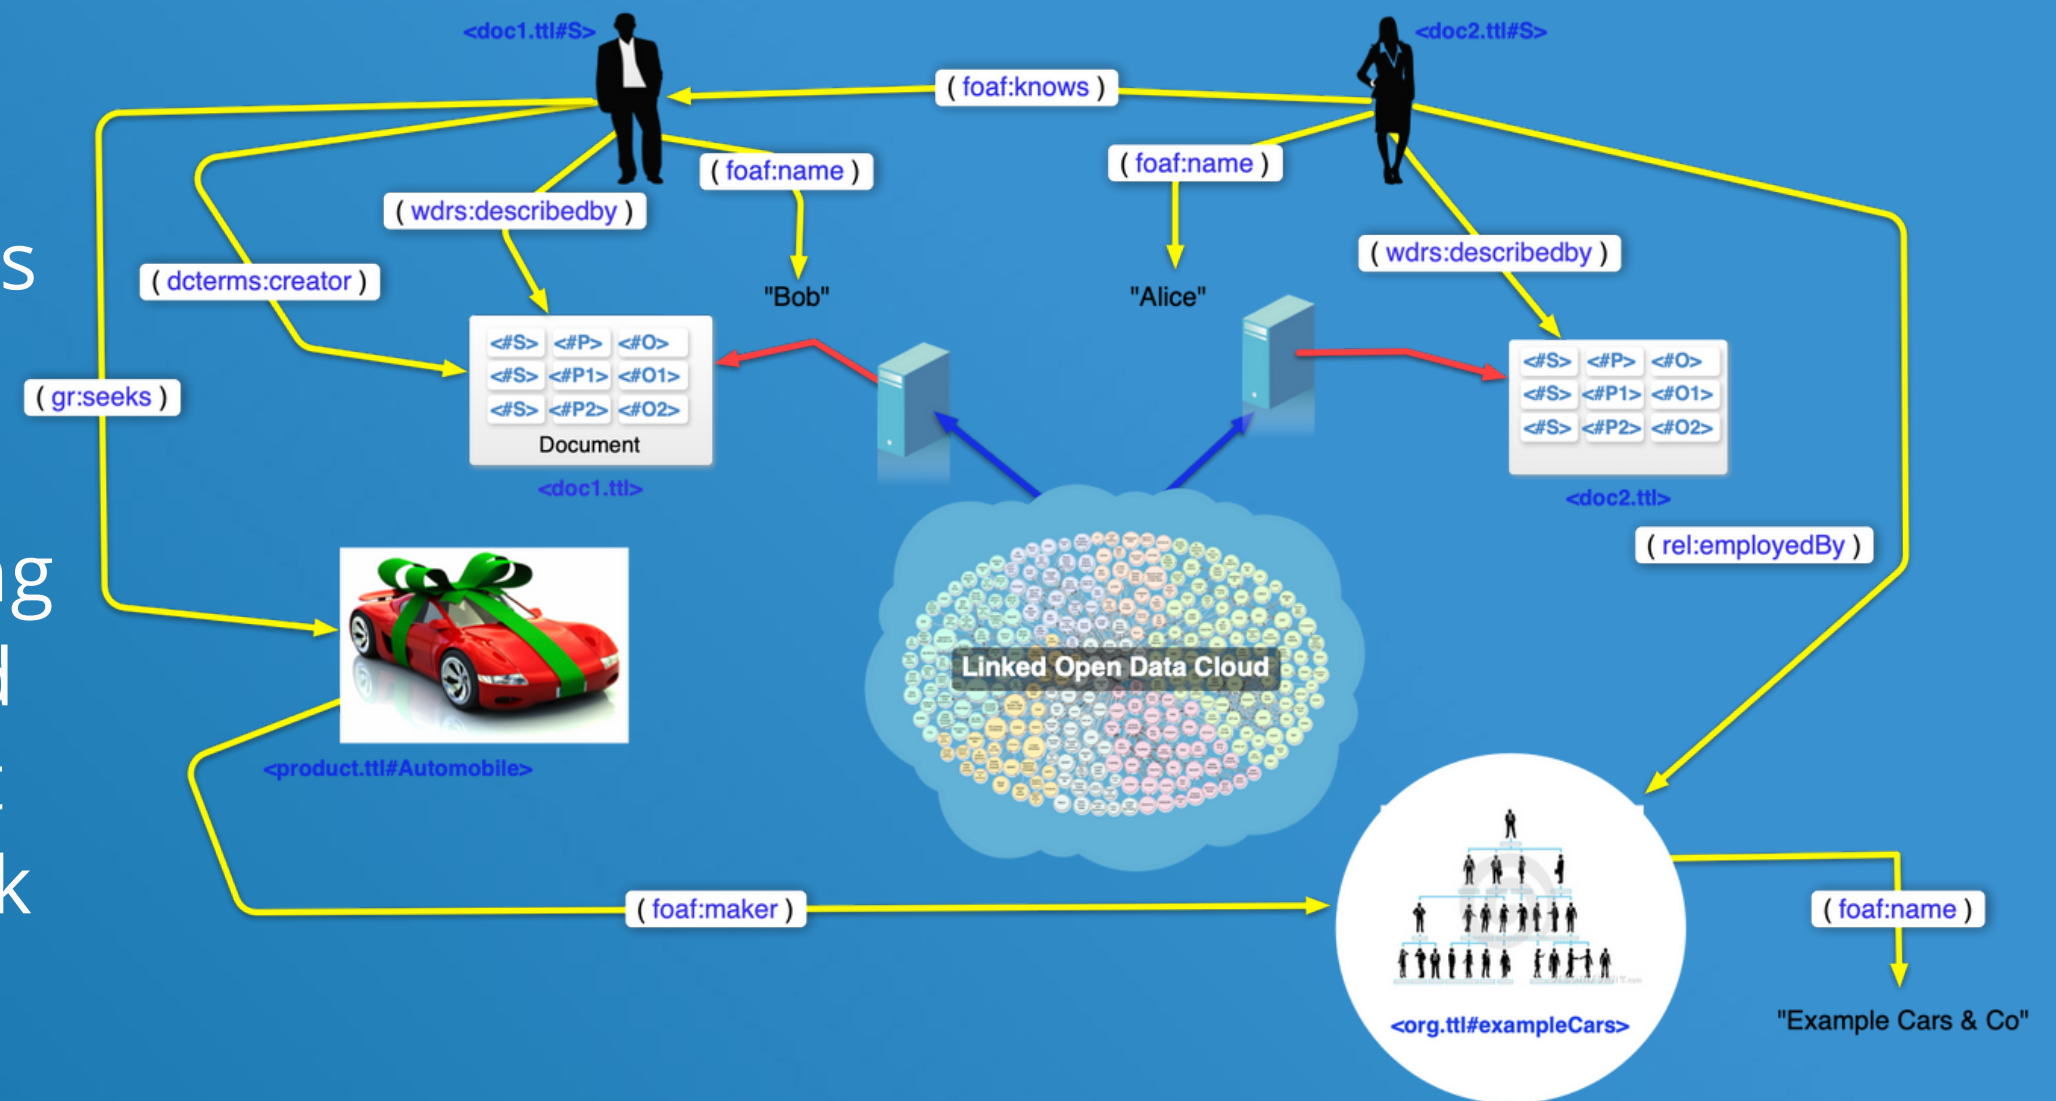 <doc1.ttl#S>
<doc2.ttl#S>
( foaf:knows )
( foaf:name )
( foaf:name )
( wdrs:describedby )
( wdrs:describedby )
s
( dcterms:creator )
"Bob"
"Alice"
<#S> <#P> <#O>
<#S> <#P1> <#O1>
<#S> <#P2> <#O2>
Document
<doc1.ttl>
<#S> <#P> <#O>
<#S> <#P1> <#O1>
<#S> <#P2> <#O2>
<doc2.ttl>
( gr:seeks )
( rel:employedBy )
ng
d
t
k
Linked Open Data Cloud
<product.ttl#Automobile>
( foaf:maker )
( foaf:name )
<org.ttl#exampleCars>
"Example Cars & Co"